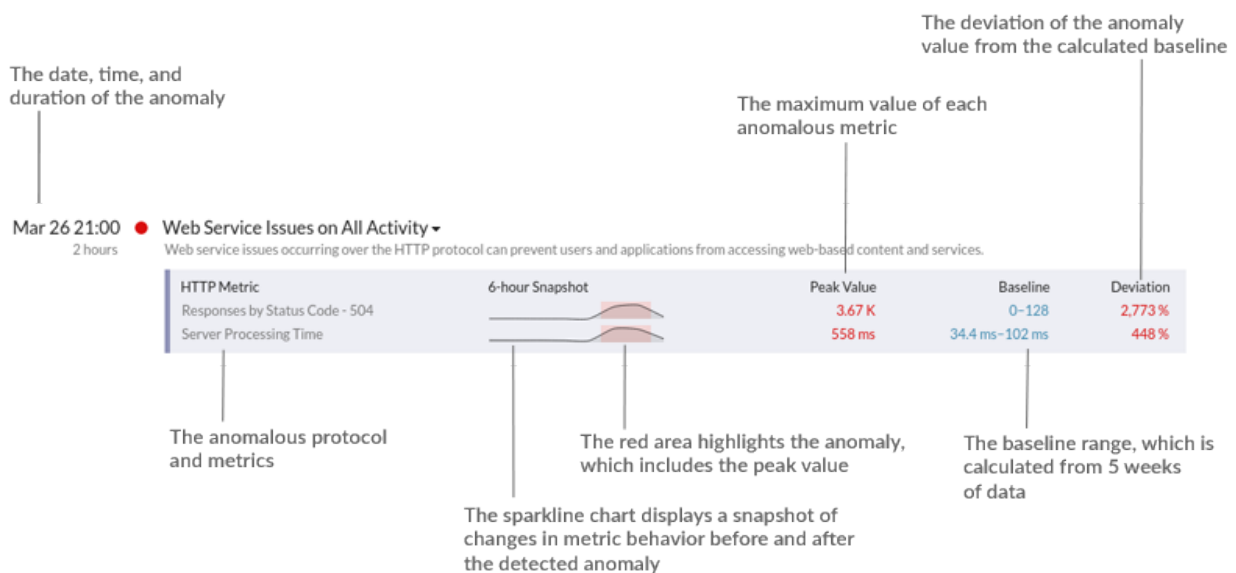 The deviation of the anomaly
value from the calculated baseline
The date, time, and
duration of the anomaly
The maximum value of each
anomalous metric
Mar 26 21:00 Web Service Issues on All Activity
2 hours Web service issues occurring over the HTTP protocol can prevent users and applications from accessing web-based content and services.
HTTP Metric 6-hour Snapshot Peak Value Baseline Deviation
Responses by Status Code - 504 3.67 K 0–128 2,773 %
Server Processing Time 558 ms 34.4 ms–102 ms 448 %
The anomalous protocol
and metrics
The red area highlights the anomaly,
which includes the peak value
The baseline range, which is
calculated from 5 weeks
of data
The sparkline chart displays a snapshot of
changes in metric behavior before and after
the detected anomaly